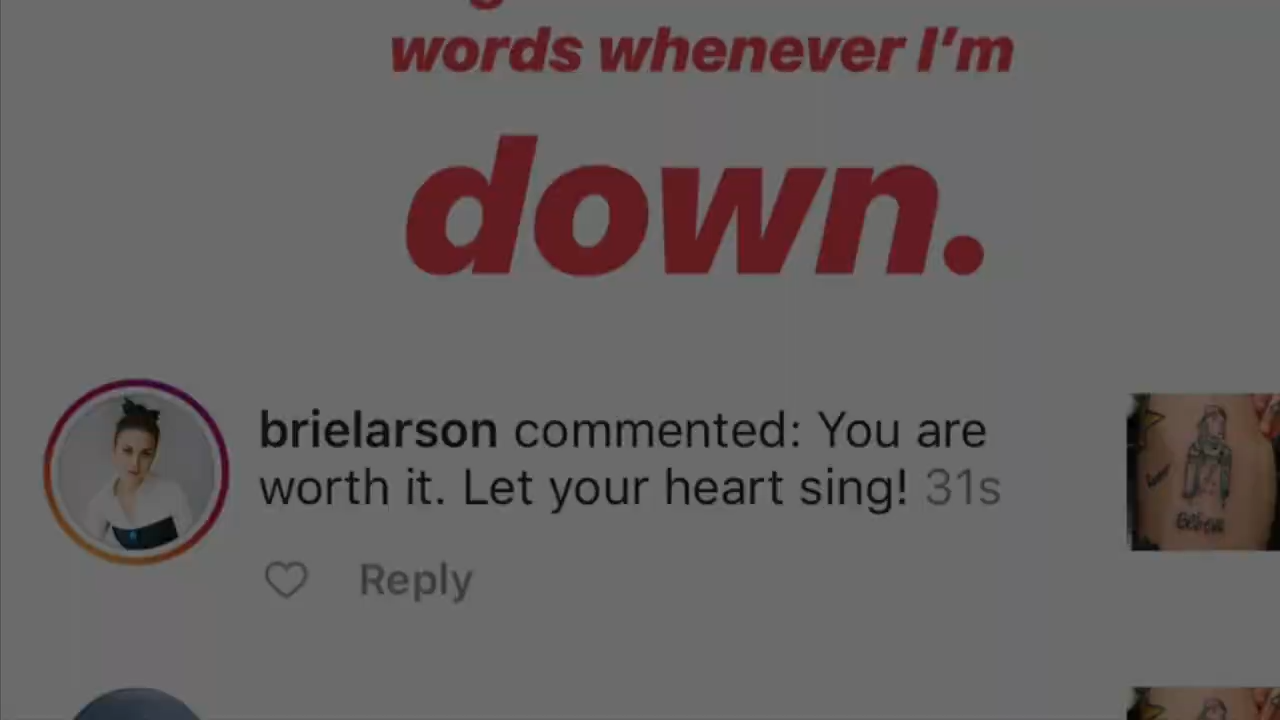 words whenever I'm
down.
brielarson commented: You are
worth it. Let your heart sing! 31s
Reply